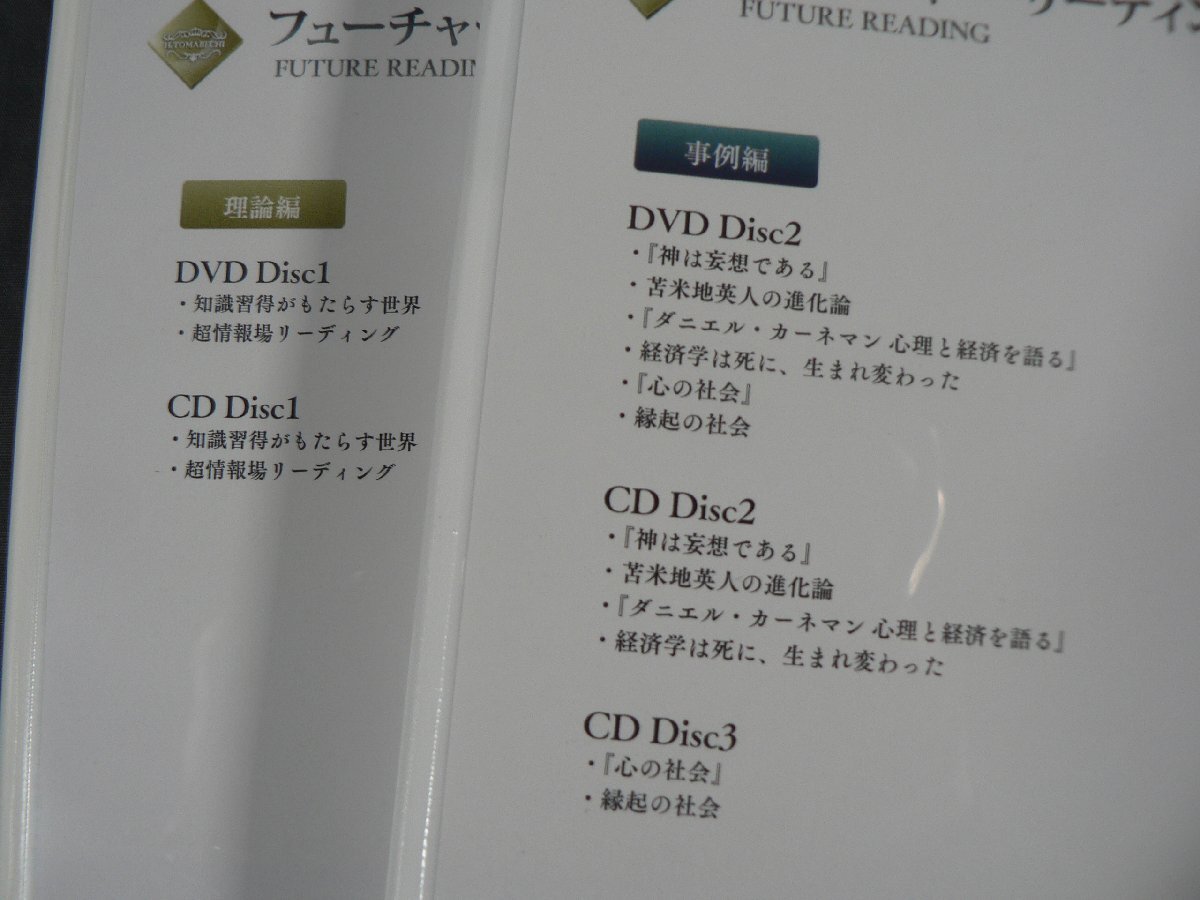 H.TOMABECHI
フューチャ
FUTURE READIN
理論編
DVD Disc1
・知識習得がもたらす世界
・超情報場リーディング
CD Disc1
・知識習得がもたらす世界
・超情報場リーディング
リーディン
FUTURE READING
事例編
DVD Disc2
・『神は妄想である』
・苫米地英人の進化論
・『ダニエル・カーネマン 心理と経済を語る』
・経済学は死に、生まれ変わった
・『心の社会』
・縁起の社会
CD Disc2
・『神は妄想である』
・苫米地英人の進化論
・『ダニエル・カーネマン 心理と経済を語る』
・経済学は死に、生まれ変わった
CD Disc3
・『心の社会』
・縁起の社会